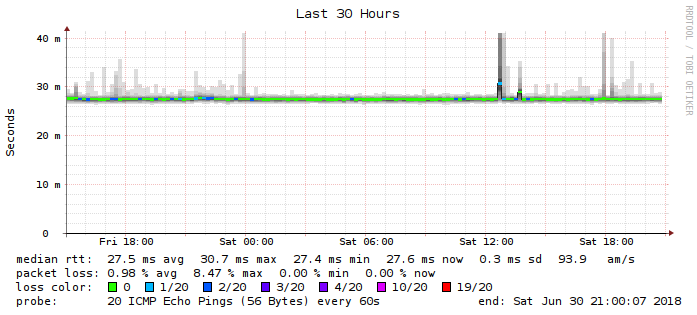 Last 30 Hours
RRDTOOL / TOBI OETIKER
Seconds
40 m
30 m
20 m
10 m
0
Fri 18:00 Sat 00:00 Sat 06:00 Sat 12:00 Sat 18:00
median rtt: 27.5 ms avg 30.7 ms max 27.4 ms min 27.6 ms now 0.3 ms sd 93.9 am/s
packet loss: 0.98 % avg 8.47 % max 0.00 % min 0.00 % now
loss color: 0 1/20 2/20 3/20 4/20 10/20 19/20
probe: 20 ICMP Echo Pings (56 Bytes) every 60s end: Sat Jun 30 21:00:07 2018